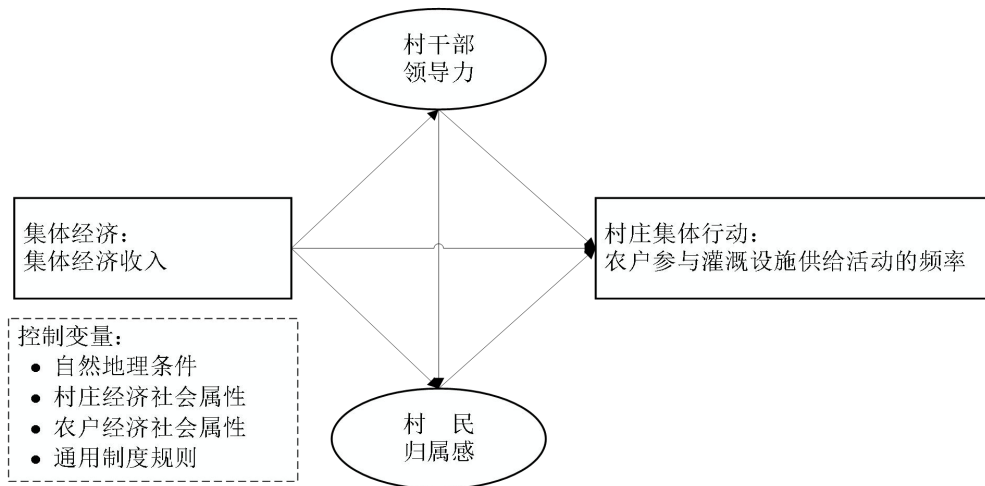 村干部
领导力
集体经济：
集体经济收入
村庄集体行动：
农户参与灌溉设施供给活动的频率
控制变量：
● 自然地理条件
● 村庄经济社会属性
● 农户经济社会属性
● 通用制度规则
村 民
归属感